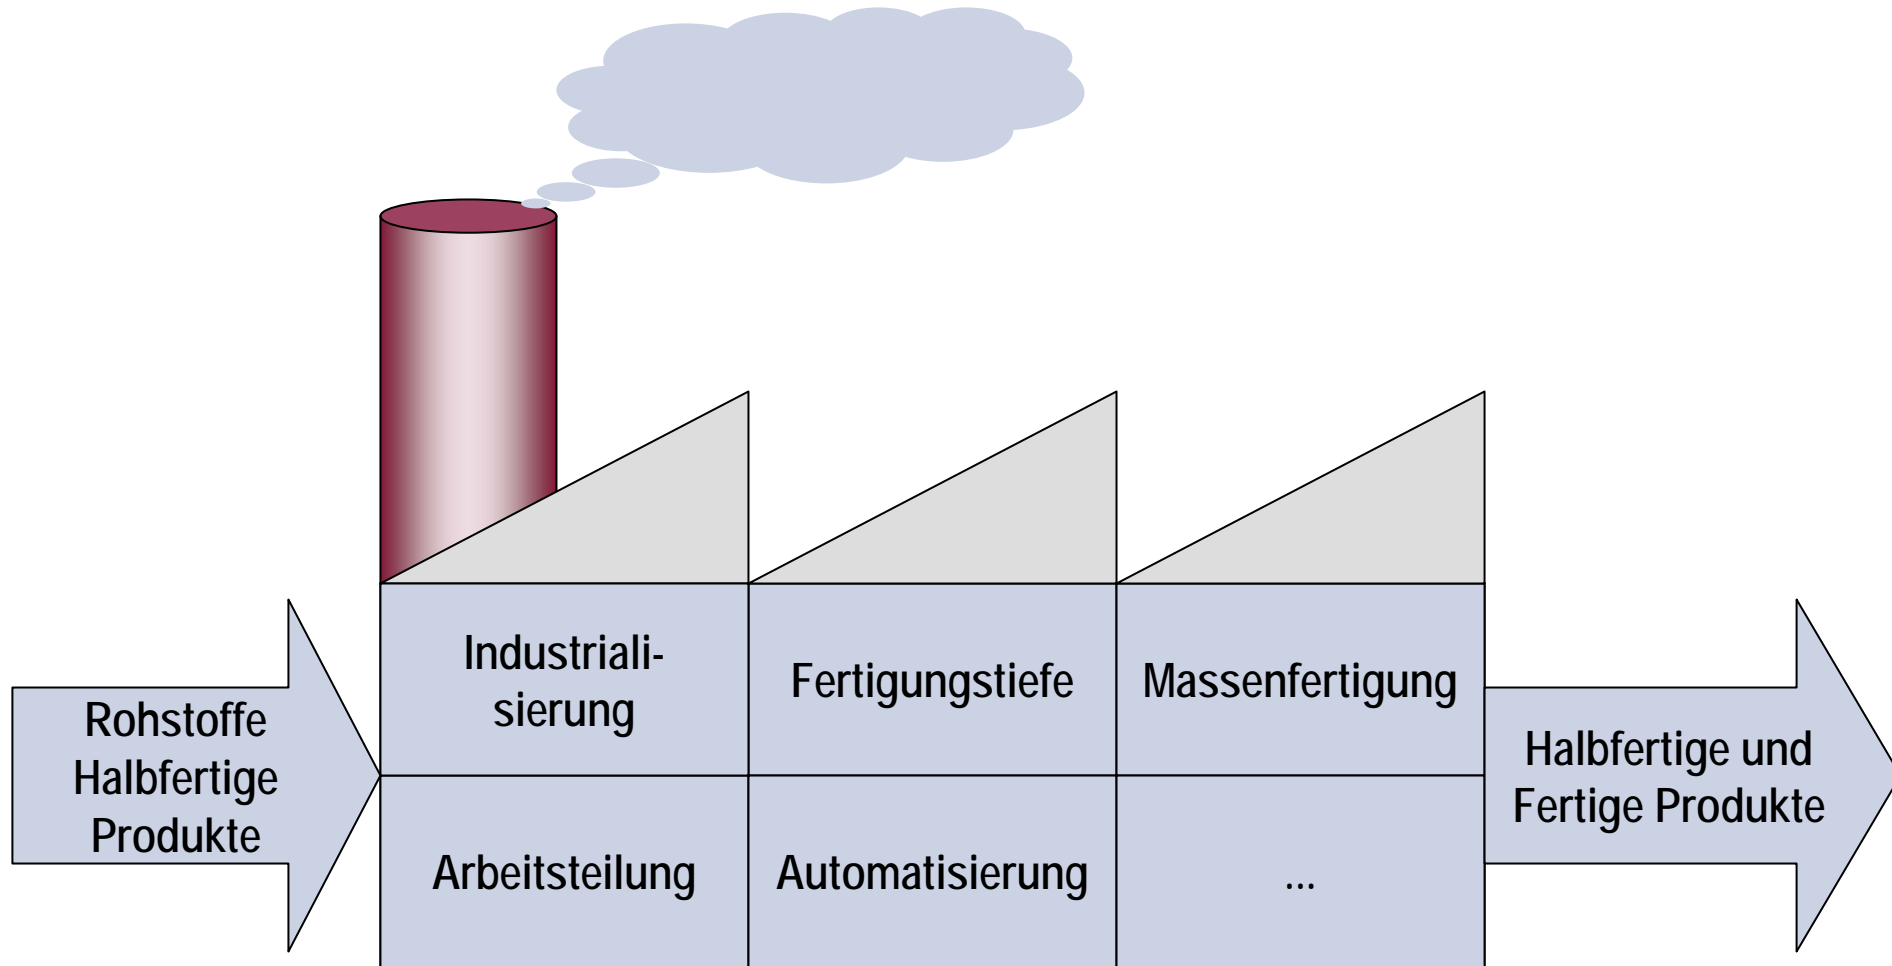 Industriali-
sierung
Fertigungstiefe
Massenfertigung
Rohstoffe
Halbfertige
Produkte
Halbfertige und
Fertige Produkte
Arbeitsteilung
Automatisierung
...